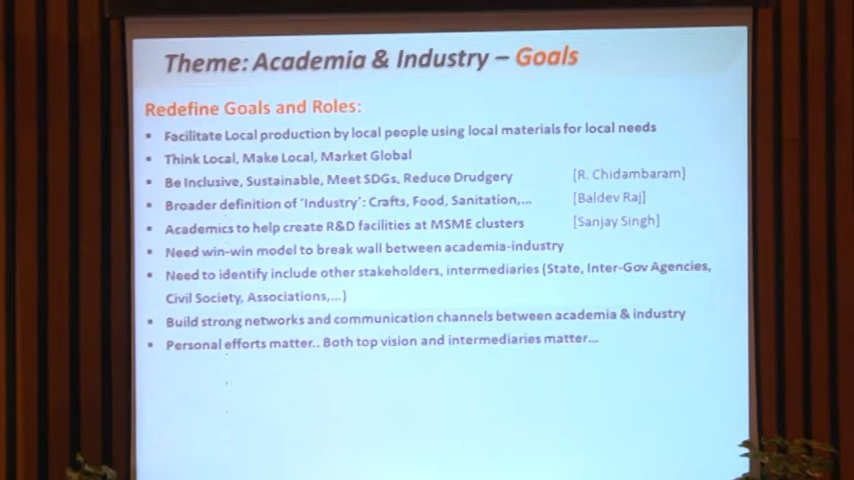 Theme: Academia & Industry – Goals
Redefine Goals and Roles:
▪ Facilitate Local production by local people using local materials for local needs
▪ Think Local, Make Local, Market Global
▪ Be Inclusive, Sustainable, Meet SDGs, Reduce Drudgery [R. Chidambaram]
▪ Broader definition of 'Industry': Crafts, Food, Sanitation,... [Baldev Raj]
▪ Academics to help create R&D facilities at MSME clusters [Sanjay Singh]
▪ Need win-win model to break wall between academia-industry
▪ Need to identify include other stakeholders, intermediaries (State, Inter-Gov Agencies,
Civil Society, Associations,...)
▪ Build strong networks and communication channels between academia & industry
▪ Personal efforts matter.. Both top vision and intermediaries matter...